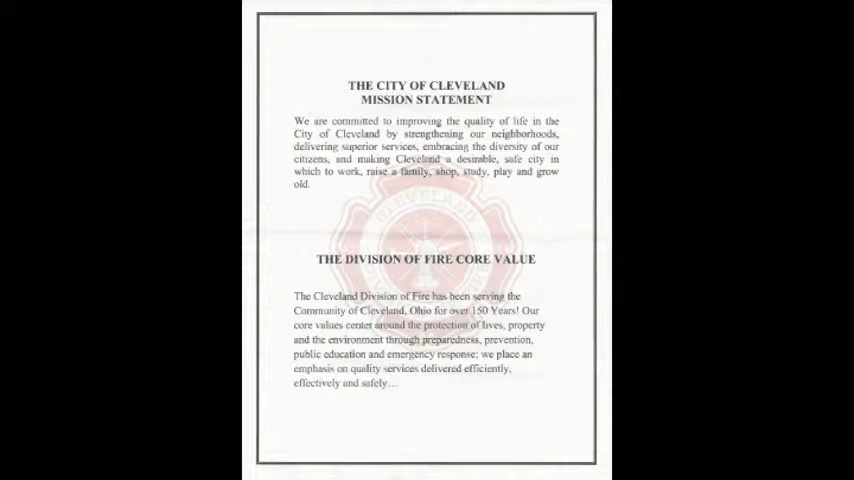 THE CITY OF CLEVELAND
MISSION STATEMENT
We are committed to improving the quality of life in the
City of Cleveland by strengthening our neighborhoods,
delivering superior services, embracing the diversity of our
citizens, and making Cleveland a desirable, safe city in
which to work, raise a family, shop, study, play and grow
old.
CLEVELAND
THE DIVISION OF FIRE CORE VALUE
The Cleveland Division of Fire has been serving the
Community of Cleveland, Ohio for over 150 Years! Our
core values center around the protection of lives, property
and the environment through preparedness, prevention,
public education and emergency response; we place an
emphasis on quality services delivered efficiently,
effectively and safely…